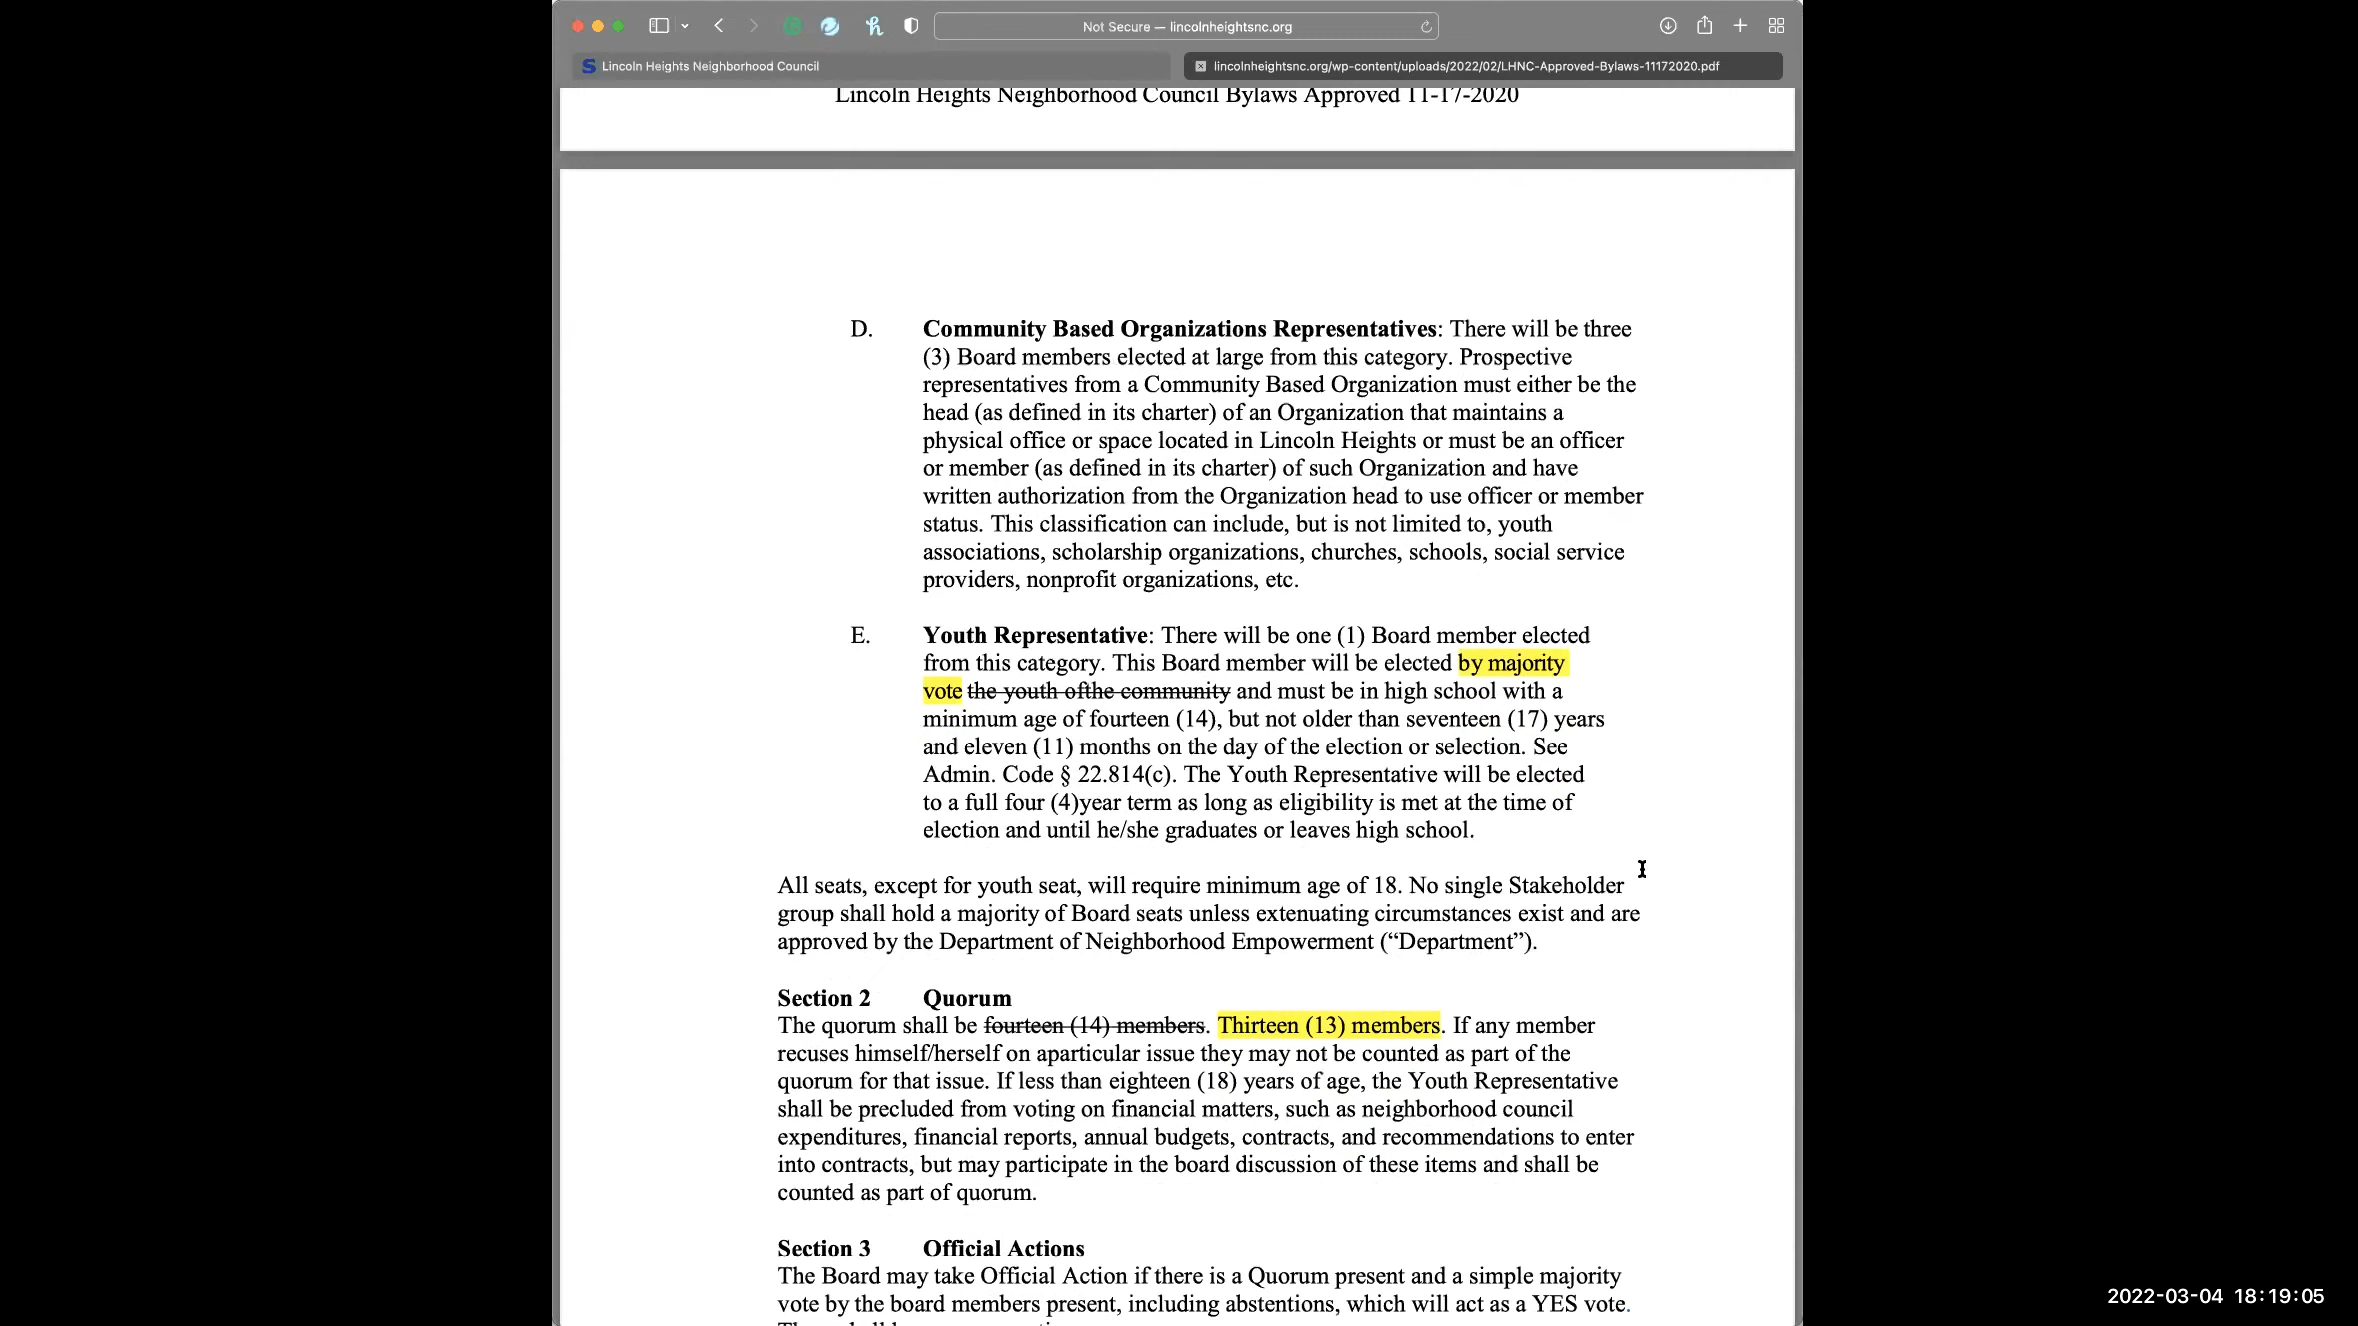 Not Secure — lincolnheightsnc.org
Lincoln Heights Neighborhood Council
lincolnheightsnc.org/wp-content/uploads/2022/02/LHNC-Approved-Bylaws-11172020.pdf
Lincoln Heights Neighborhood Council Bylaws Approved 11-17-2020
D. Community Based Organizations Representatives: There will be three
(3) Board members elected at large from this category. Prospective
representatives from a Community Based Organization must either be the
head (as defined in its charter) of an Organization that maintains a
physical office or space located in Lincoln Heights or must be an officer
or member (as defined in its charter) of such Organization and have
written authorization from the Organization head to use officer or member
status. This classification can include, but is not limited to, youth
associations, scholarship organizations, churches, schools, social service
providers, nonprofit organizations, etc.
E. Youth Representative: There will be one (1) Board member elected
from this category. This Board member will be elected by majority
vote the youth ofthe community and must be in high school with a
minimum age of fourteen (14), but not older than seventeen (17) years
and eleven (11) months on the day of the election or selection. See
Admin. Code § 22.814(c). The Youth Representative will be elected
to a full four (4)year term as long as eligibility is met at the time of
election and until he/she graduates or leaves high school.
All seats, except for youth seat, will require minimum age of 18. No single Stakeholder
group shall hold a majority of Board seats unless extenuating circumstances exist and are
approved by the Department of Neighborhood Empowerment (“Department”).
Section 2 Quorum
The quorum shall be fourteen (14) members. Thirteen (13) members. If any member
recuses himself/herself on aparticular issue they may not be counted as part of the
quorum for that issue. If less than eighteen (18) years of age, the Youth Representative
shall be precluded from voting on financial matters, such as neighborhood council
expenditures, financial reports, annual budgets, contracts, and recommendations to enter
into contracts, but may participate in the board discussion of these items and shall be
counted as part of quorum.
Section 3 Official Actions
The Board may take Official Action if there is a Quorum present and a simple majority
vote by the board members present, including abstentions, which will act as a YES vote.
2022-03-04 18:19:05